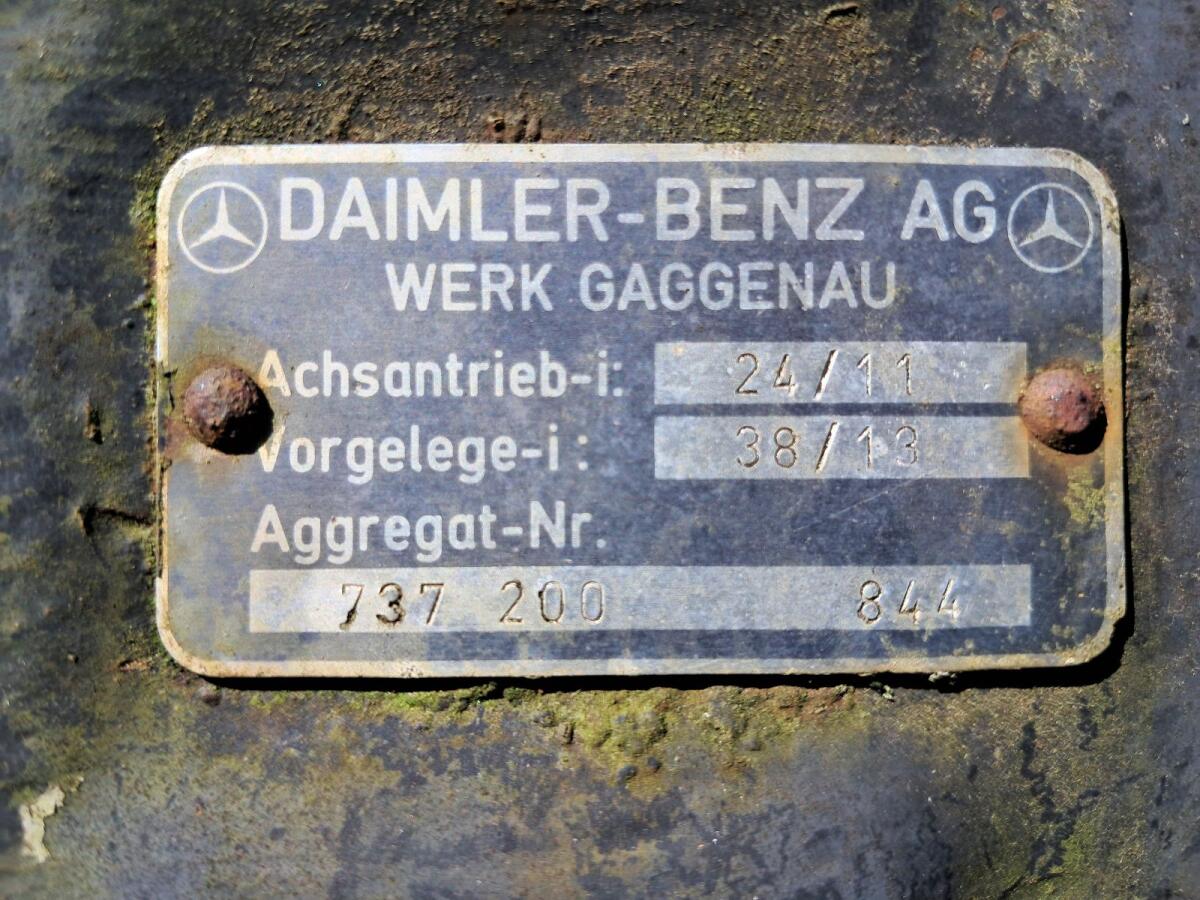 DAIMLER-BENZ AG
WERK GAGGENAU
Achsantrieb-i: 24/11
Vorgelege-i: 38/13
Aggregat-Nr.
737 200 844